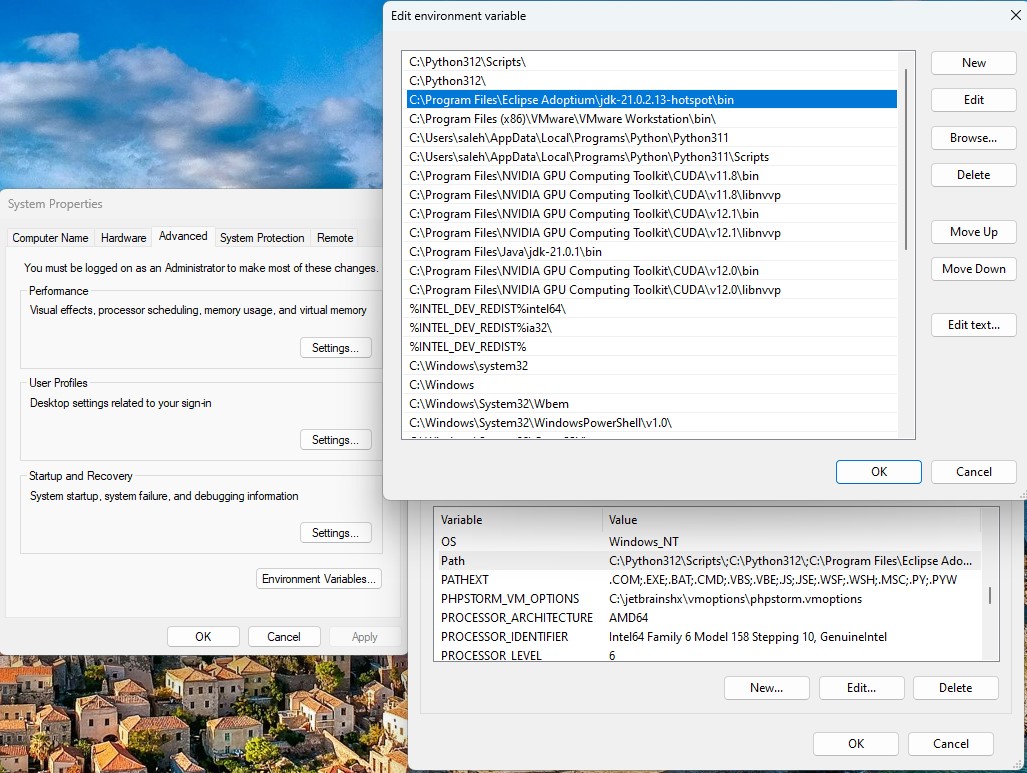 Edit environment variable
C:\Python312\Scripts\
C:\Python312\
C:\Program Files\Eclipse Adoptium\jdk-21.0.2.13-hotspot\bin
C:\Program Files (x86)\VMware\VMware Workstation\bin\
C:\Users\saleh\AppData\Local\Programs\Python\Python311
C:\Users\saleh\AppData\Local\Programs\Python\Python311\Scripts
C:\Program Files\NVIDIA GPU Computing Toolkit\CUDA\v11.8\bin
C:\Program Files\NVIDIA GPU Computing Toolkit\CUDA\v11.8\libnvvp
C:\Program Files\NVIDIA GPU Computing Toolkit\CUDA\v12.1\bin
C:\Program Files\NVIDIA GPU Computing Toolkit\CUDA\v12.1\libnvvp
C:\Program Files\Java\jdk-21.0.1\bin
C:\Program Files\NVIDIA GPU Computing Toolkit\CUDA\v12.0\bin
C:\Program Files\NVIDIA GPU Computing Toolkit\CUDA\v12.0\libnvvp
%INTEL_DEV_REDIST%intel64\
%INTEL_DEV_REDIST%ia32\
%INTEL_DEV_REDIST%
C:\Windows\system32
C:\Windows
C:\Windows\System32\Wbem
C:\Windows\System32\WindowsPowerShell\v1.0\
New
Edit
Browse...
Delete
Move Up
Move Down
Edit text...
OK
Cancel
System Properties
Computer Name
Hardware
Advanced
System Protection
Remote
You must be logged on as an Administrator to make most of these changes.
Performance
Visual effects, processor scheduling, memory usage, and virtual memory
Settings...
User Profiles
Desktop settings related to your sign-in
Settings...
Startup and Recovery
System startup, system failure, and debugging information
Settings...
Environment Variables...
OK
Cancel
Apply
Variable Value
OS Windows_NT
Path C:\Python312\Scripts\;C:\Python312\;C:\Program Files\Eclipse Ado...
PATHEXT .COM;.EXE;.BAT;.CMD;.VBS;.VBE;.JS;.JSE;.WSF;.WSH;.MSC;.PY;.PYW
PHPSTORM_VM_OPTIONS C:\jetbrainshx\vmoptions\phpstorm.vmoptions
PROCESSOR_ARCHITECTURE AMD64
PROCESSOR_IDENTIFIER Intel64 Family 6 Model 158 Stepping 10, GenuineIntel
PROCESSOR_LEVEL 6
New...
Edit...
Delete
OK
Cancel